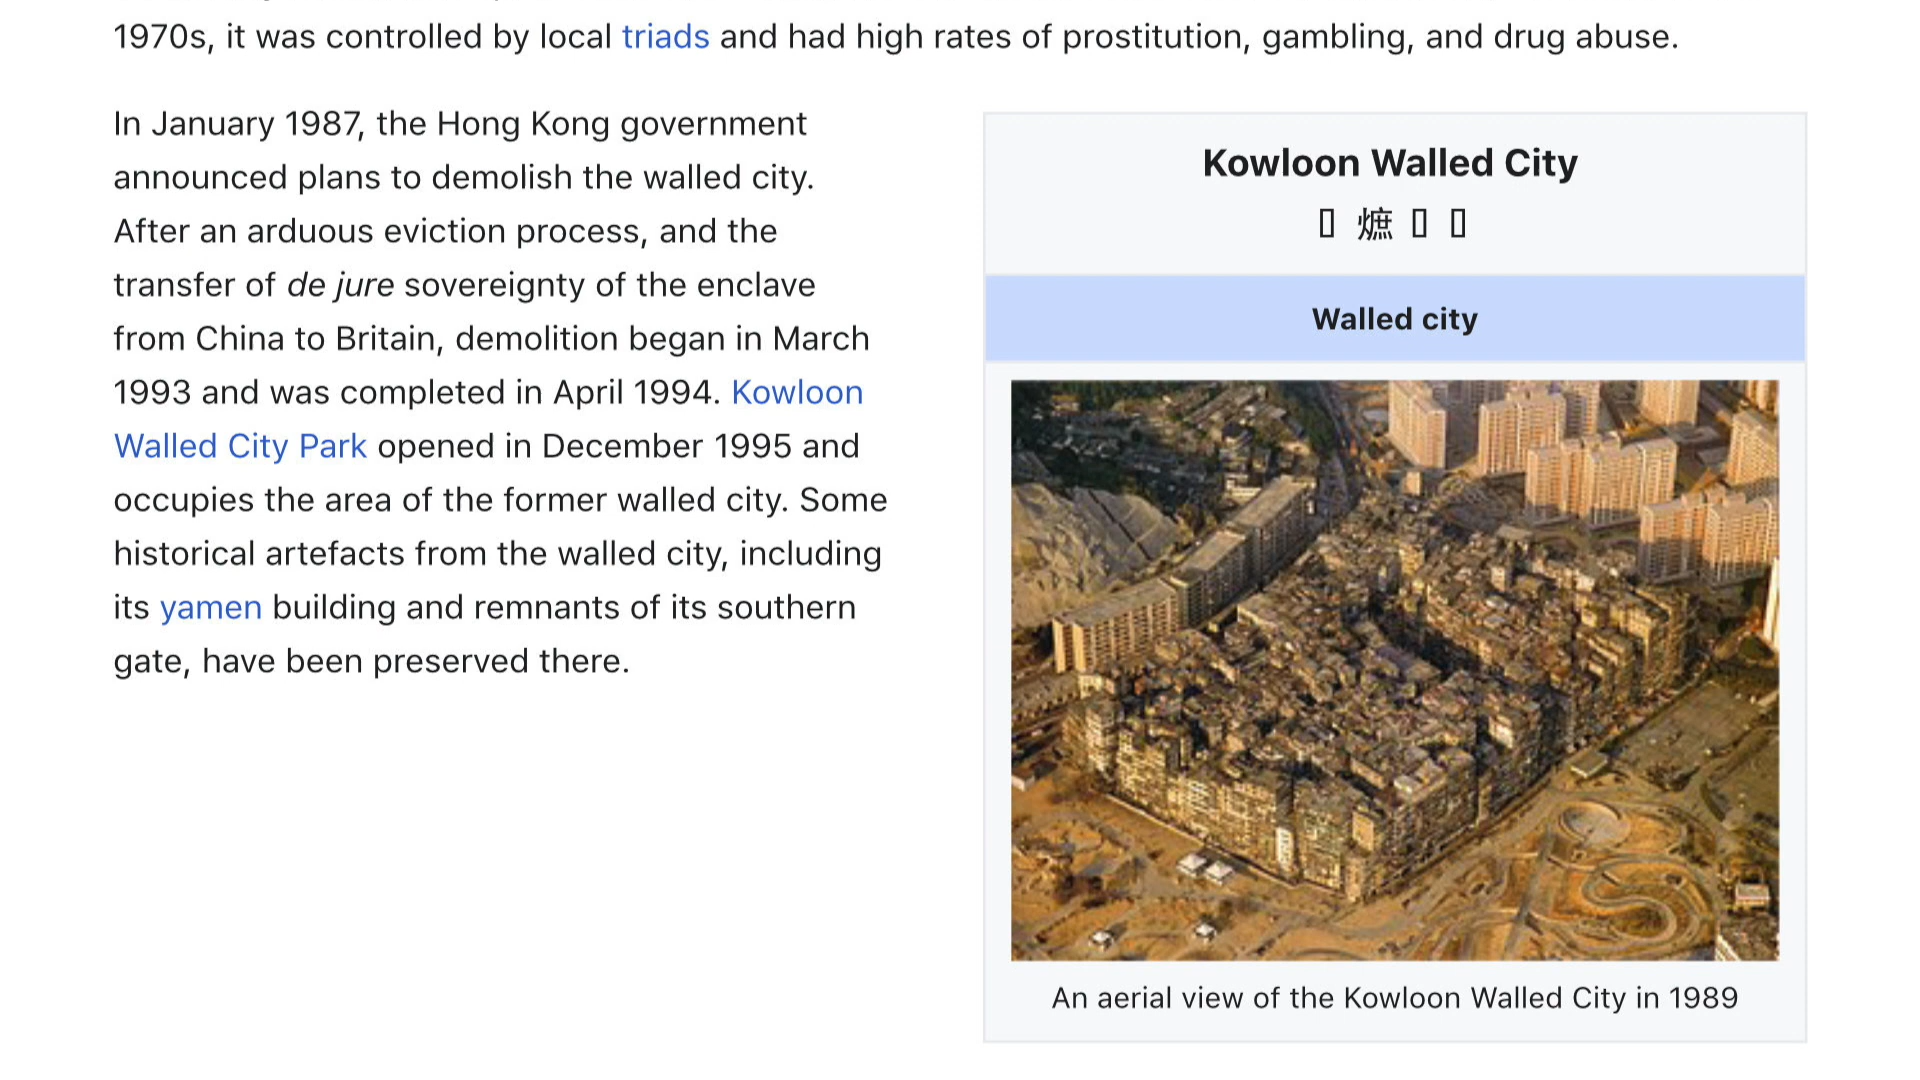 1970s, it was controlled by local triads and had high rates of prostitution, gambling, and drug abuse.
In January 1987, the Hong Kong government
announced plans to demolish the walled city.
After an arduous eviction process, and the
transfer of de jure sovereignty of the enclave
from China to Britain, demolition began in March
1993 and was completed in April 1994. Kowloon
Walled City Park opened in December 1995 and
occupies the area of the former walled city. Some
historical artefacts from the walled city, including
its yamen building and remnants of its southern
gate, have been preserved there.
Kowloon Walled City
Walled city
An aerial view of the Kowloon Walled City in 1989